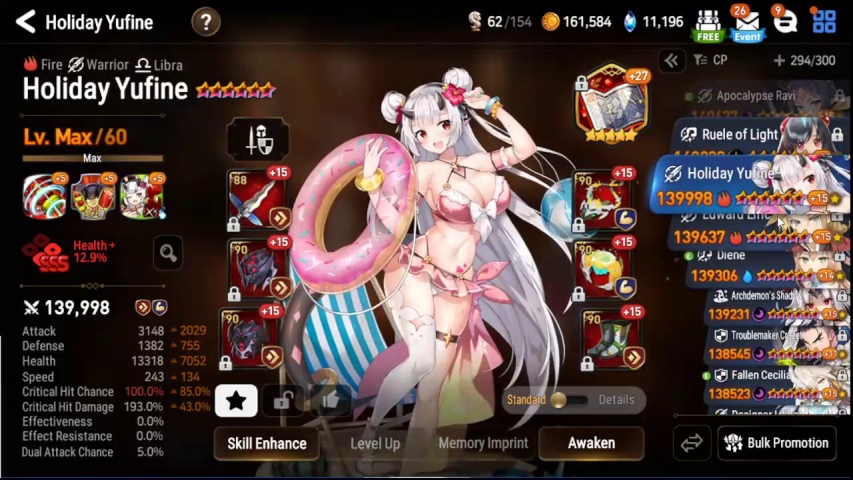 Holiday Yufine
?
62/154
161,584
11,196
FREE
26
Event
9
Fire Warrior Libra
Holiday Yufine
CP
294/300
Lv. Max/60
Max
+5
+5
+5
Health +
12.9%
139,998
Attack 3148 2029
Defense 1382 755
Health 13318 7052
Speed 243 134
Critical Hit Chance 100.0% 85.0%
Critical Hit Damage 193.0% 43.0%
Effectiveness 0.0%
Effect Resistance 0.0%
Dual Attack Chance 5.0%
+27
88
+15
90
+15
90
+15
90
+15
90
+15
90
+15
Apocalypse Ravi
Ruele of Light
Holiday Yufine
139998
+15
139637
+15
Diene
139306
+14
Archdemon's Shad
139231
+15
Troublemaker
138545
Fallen Cecilia
138523
+15
Standard
Details
Skill Enhance
Level Up
Memory Imprint
Awaken
Bulk Promotion